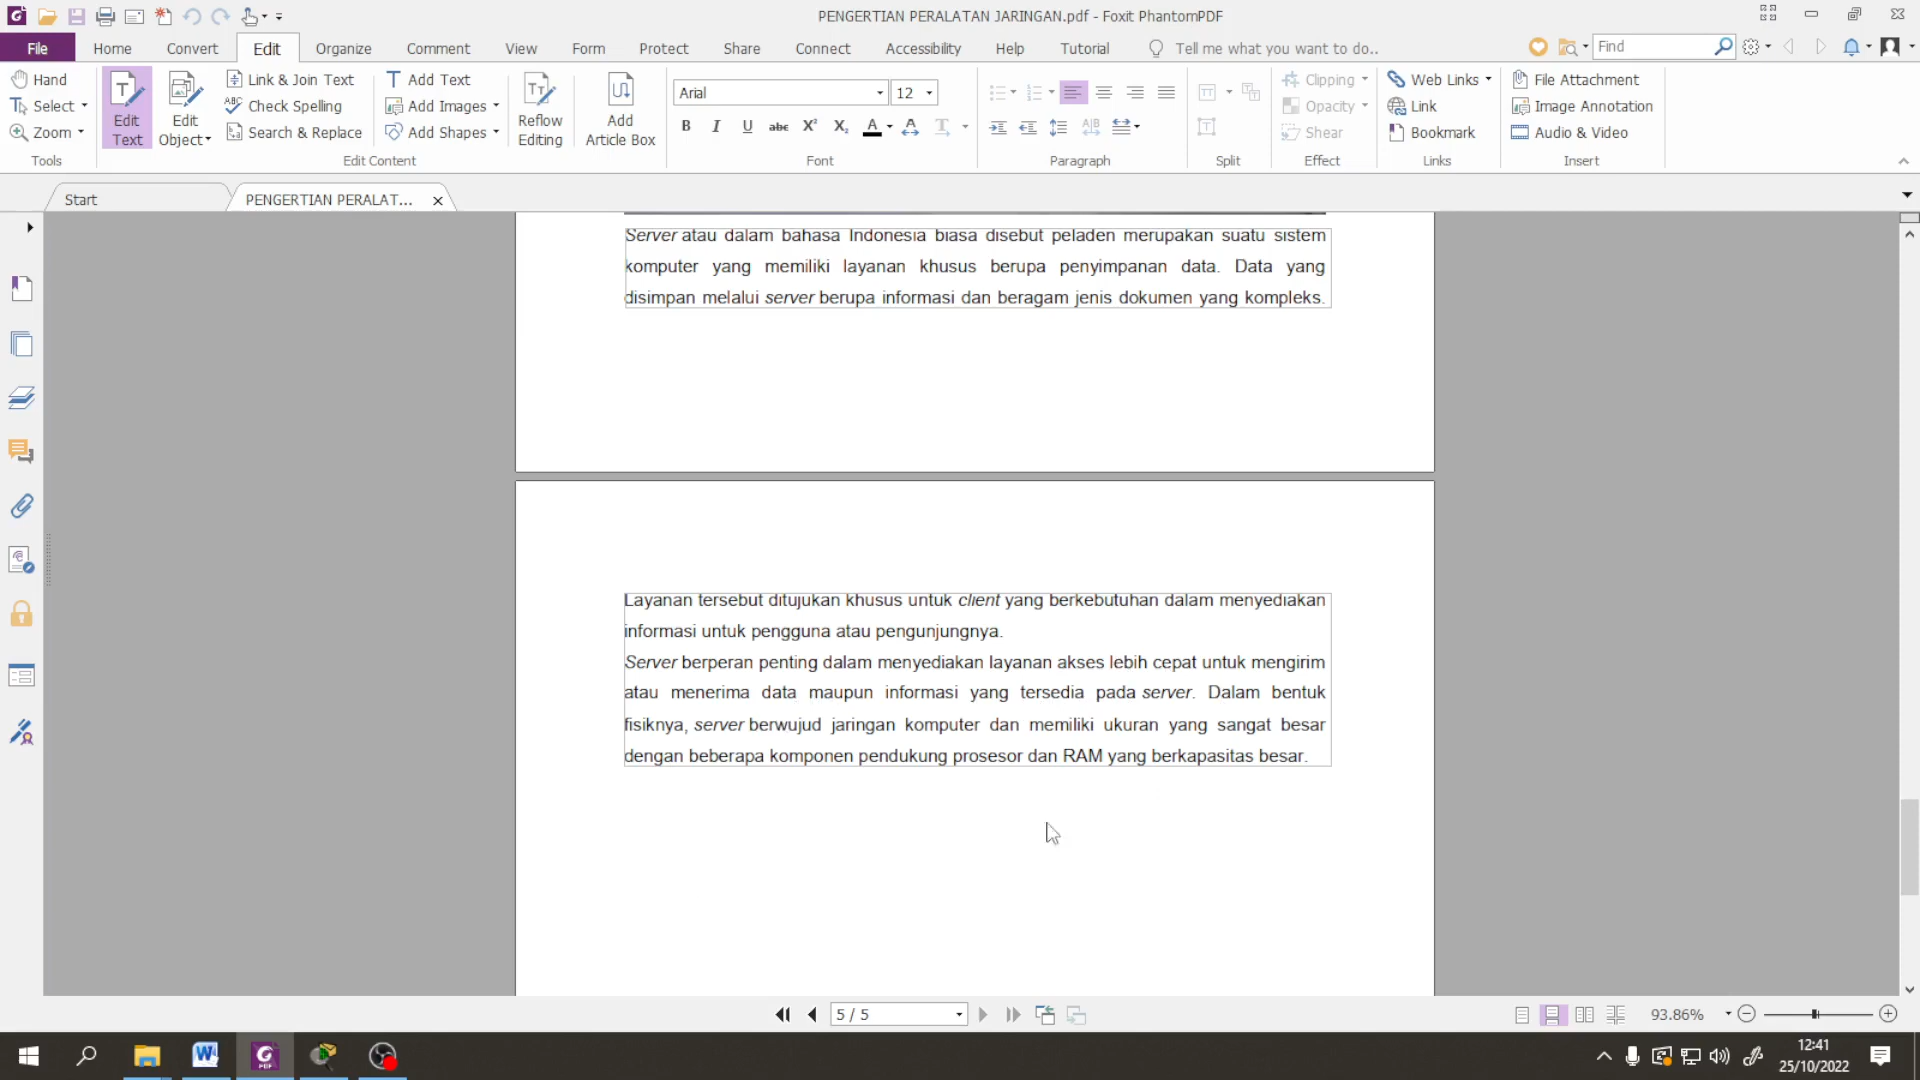 PENGERTIAN PERALATAN JARINGAN.pdf - Foxit PhantomPDF
File Home Convert Edit Organize Comment View Form Protect Share Connect Accessibility Help Tutorial Tell me what you want to do.. Find
Hand
Select
Zoom
Tools
Edit Text
Edit Object
Link & Join Text
Check Spelling
Search & Replace
Add Text
Add Images
Add Shapes
Edit Content
Reflow Editing
Add Article Box
Arial 12
Font
Paragraph
Split
Clipping
Opacity
Shear
Effect
Web Links
Link
Bookmark
Links
File Attachment
Image Annotation
Audio & Video
Insert
Start PENGERTIAN PERALAT...
Server atau dalam bahasa Indonesia biasa disebut peladen merupakan suatu sistem
komputer yang memiliki layanan khusus berupa penyimpanan data. Data yang
disimpan melalui server berupa informasi dan beragam jenis dokumen yang kompleks.
Layanan tersebut ditujukan khusus untuk client yang berkebutuhan dalam menyediakan
informasi untuk pengguna atau pengunjungnya.
Server berperan penting dalam menyediakan layanan akses lebih cepat untuk mengirim
atau menerima data maupun informasi yang tersedia pada server. Dalam bentuk
fisiknya, server berwujud jaringan komputer dan memiliki ukuran yang sangat besar
dengan beberapa komponen pendukung prosesor dan RAM yang berkapasitas besar.
5 / 5 93.86%
12:41
25/10/2022